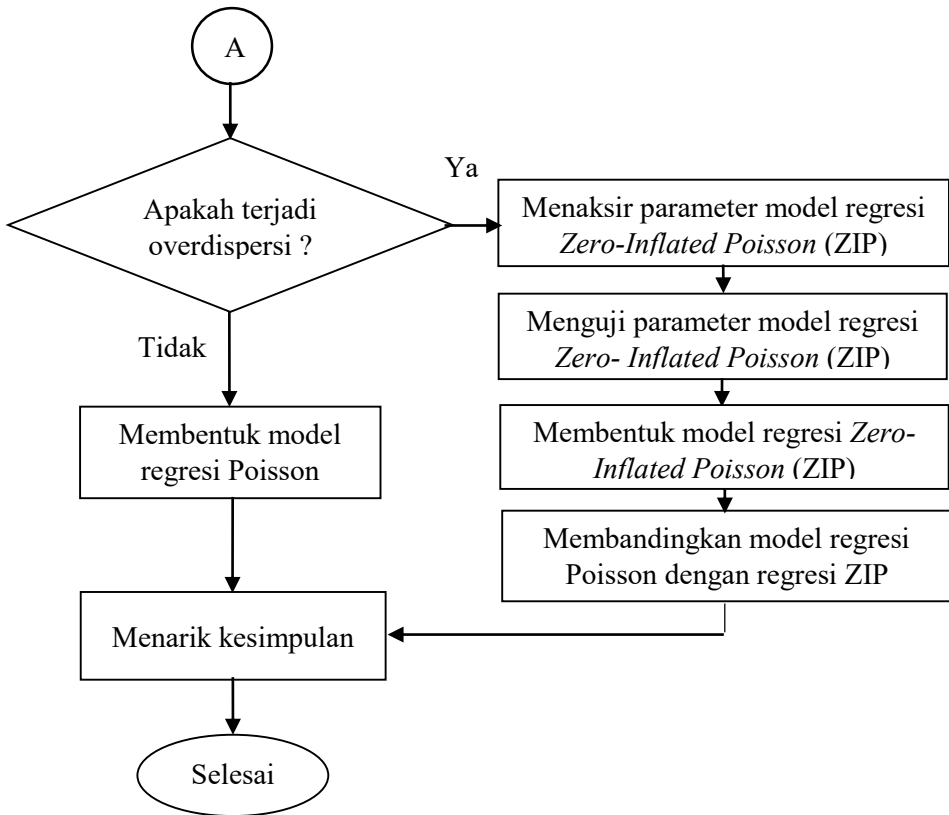 A
Ya
Apakah terjadi
overdispersi ?
Menaksir parameter model regresi
Zero-Inflated Poisson (ZIP)
Menguji parameter model regresi
Zero- Inflated Poisson (ZIP)
Tidak
Membentuk model
regresi Poisson
Membentuk model regresi Zero-
Inflated Poisson (ZIP)
Membandingkan model regresi
Poisson dengan regresi ZIP
Menarik kesimpulan
Selesai